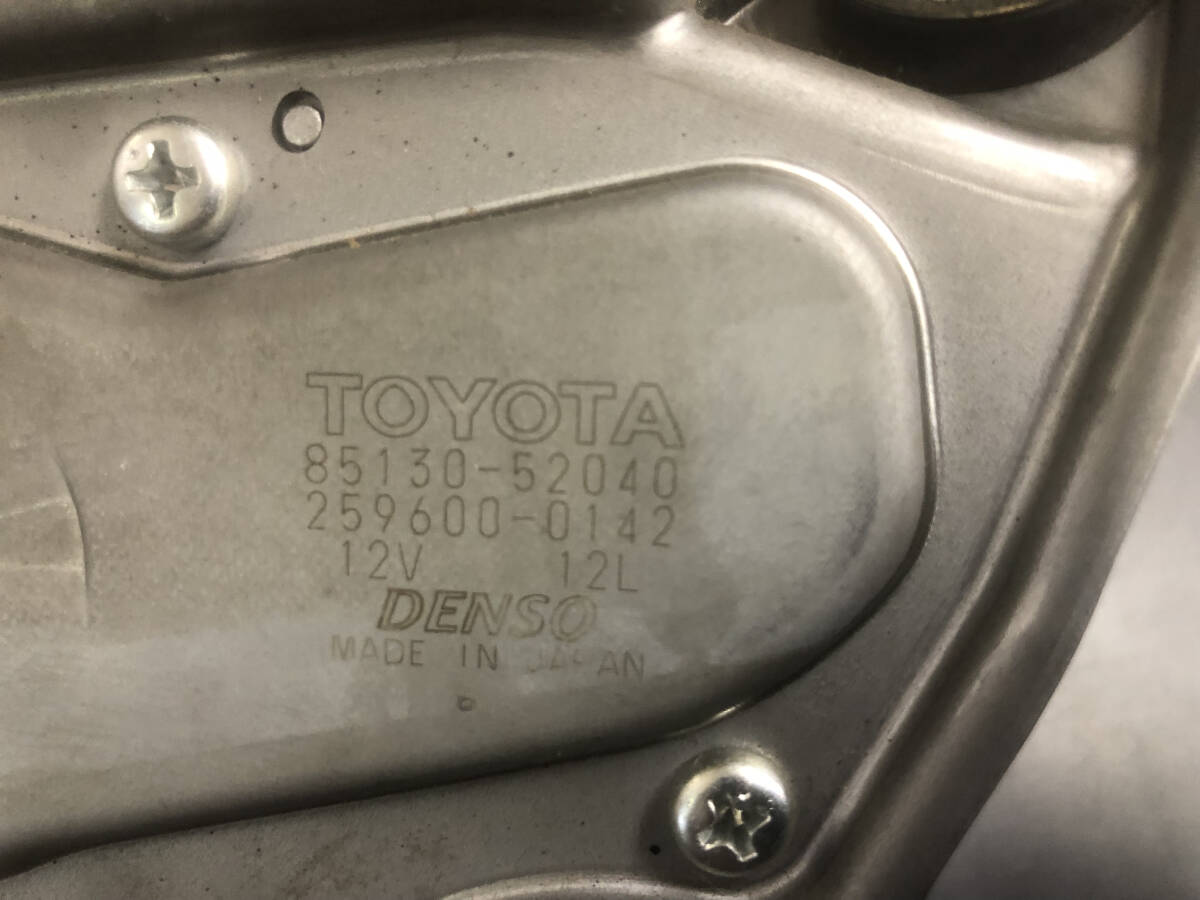 TOYOTA
85130-52040
259600-0142
12V 12L
DENSO
MADE IN JAPAN